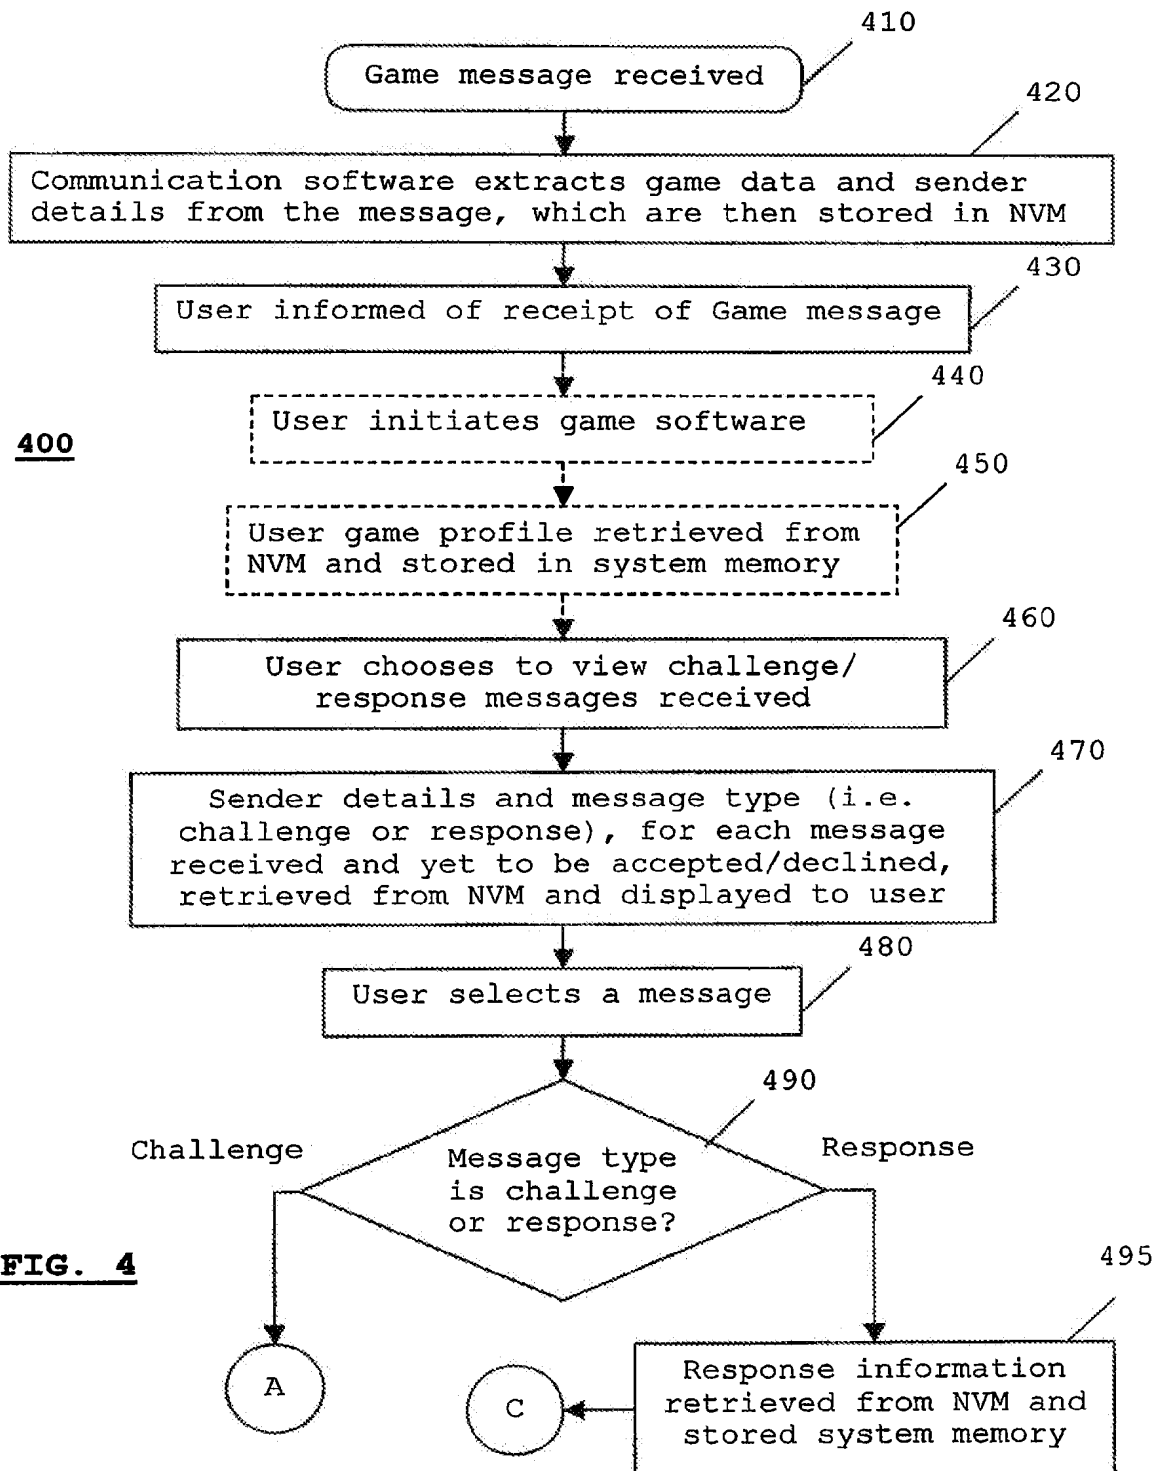 410
Game message received
420
Communication software extracts game data and sender
details from the message, which are then stored in NVM
430
User informed of receipt of Game message
440
User initiates game software
400
450
User game profile retrieved from
NVM and stored in system memory
460
User chooses to view challenge/
response messages received
470
Sender details and message type (i.e.
challenge or response), for each message
received and yet to be accepted/declined,
retrieved from NVM and displayed to user
480
User selects a message
490
Challenge
Response
Message type
is challenge
or response?
FIG. 4
495
A
C
Response information
retrieved from NVM and
stored system memory